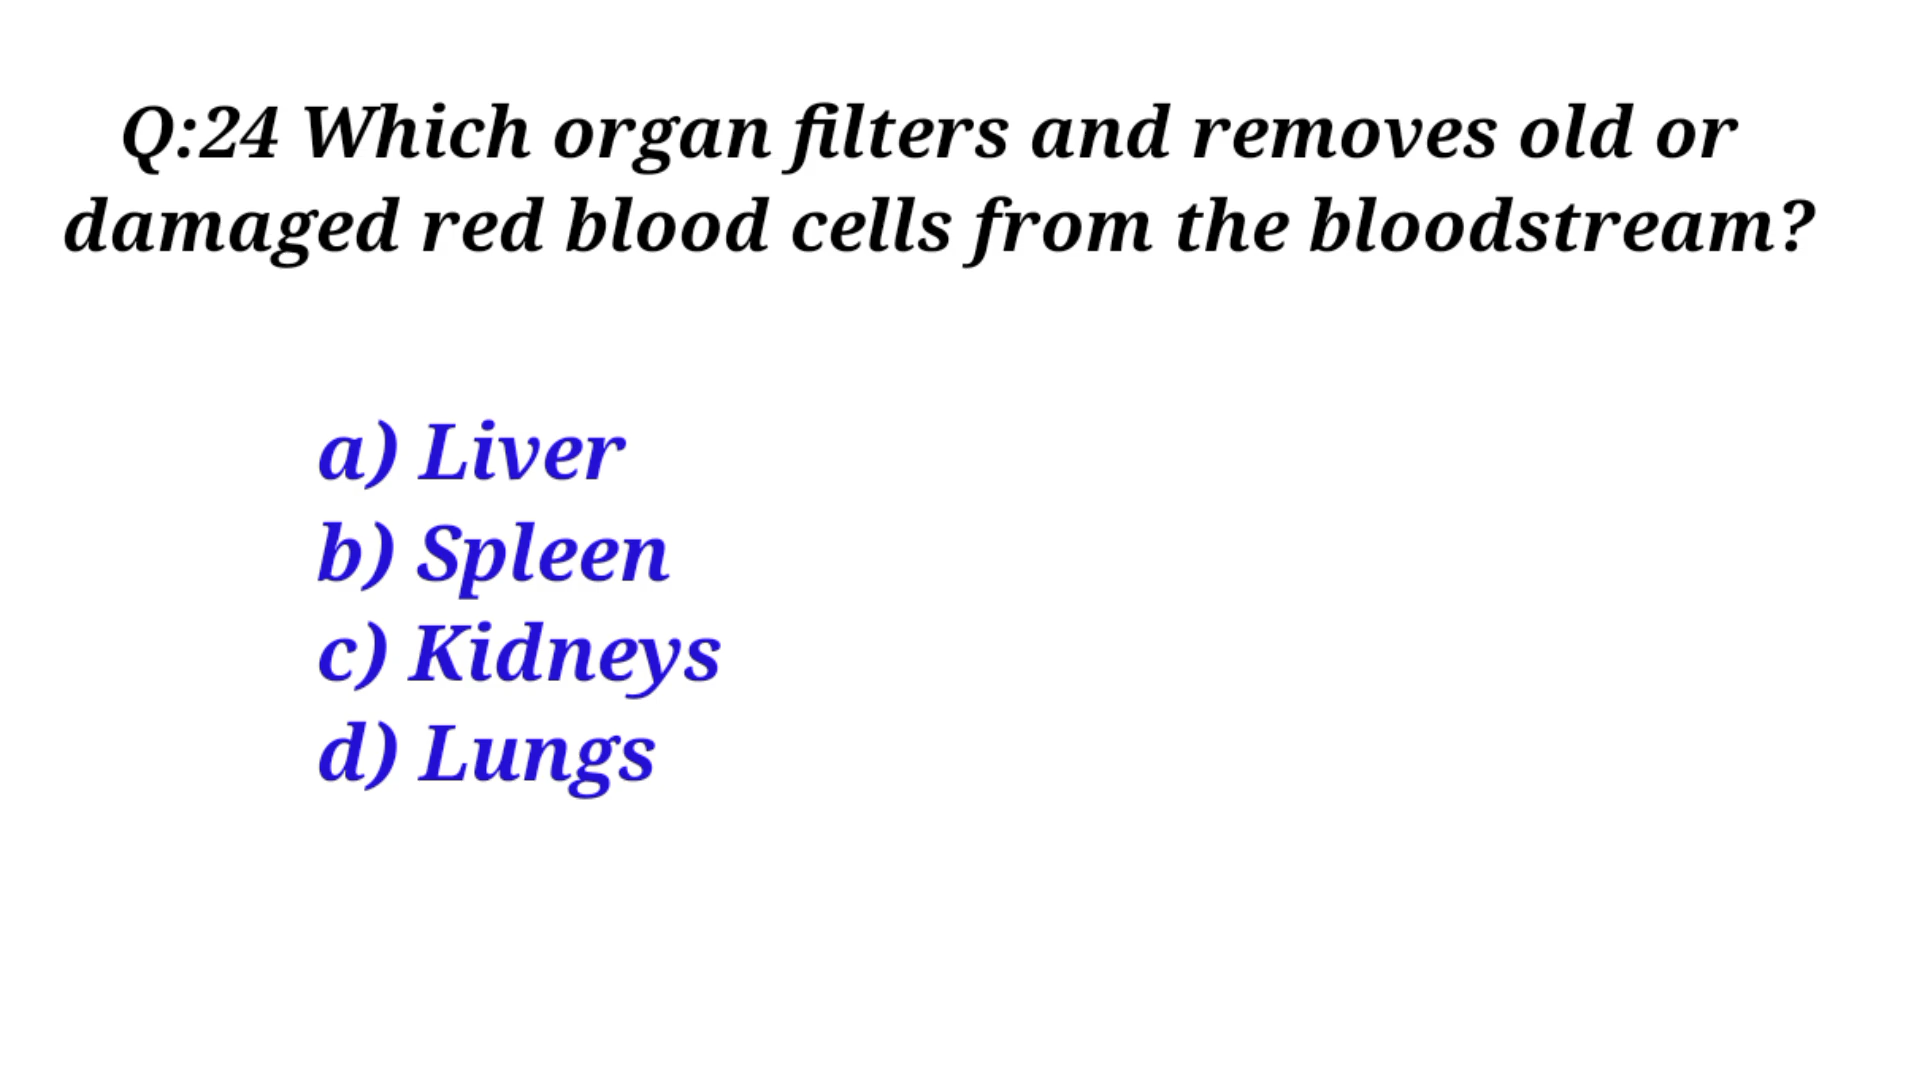 Q:24 Which organ filters and removes old or
damaged red blood cells from the bloodstream?
a) Liver
b) Spleen
c) Kidneys
d) Lungs